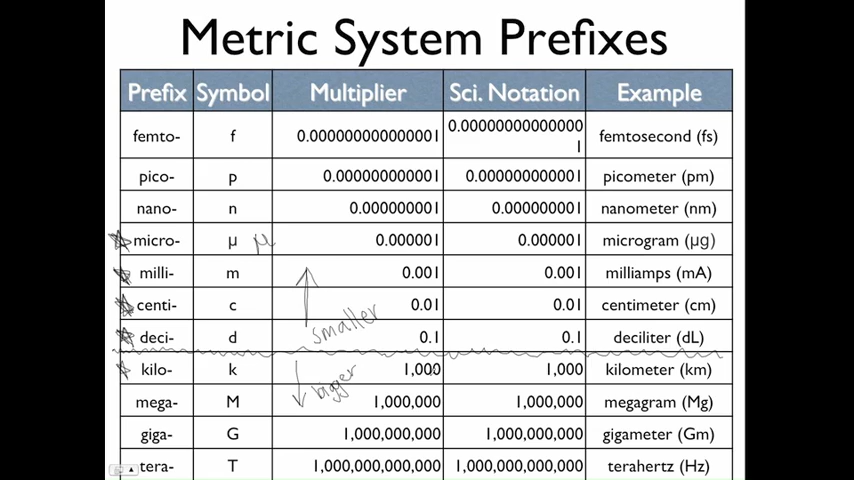 Metric System Prefixes
Prefix Symbol Multiplier Sci. Notation Example
femto- f 0.000000000000001 0.00000000000000 femtosecond (fs)
1
pico- p 0.000000000001 0.000000000001 picometer (pm)
nano- n 0.000000001 0.000000001 nanometer (nm)
micro- µ µ 0.000001 0.000001 microgram (µg)
milli- m 0.001 0.001 milliamps (mA)
centi- c 0.01 0.01 centimeter (cm)
deci- d smaller 0.1 0.1 deciliter (dL)
kilo- k 1,000 1,000 kilometer (km)
bigger
mega- M 1,000,000 1,000,000 megagram (Mg)
giga- G 1,000,000,000 1,000,000,000 gigameter (Gm)
tera- T 1,000,000,000,000 1,000,000,000,000 terahertz (Hz)